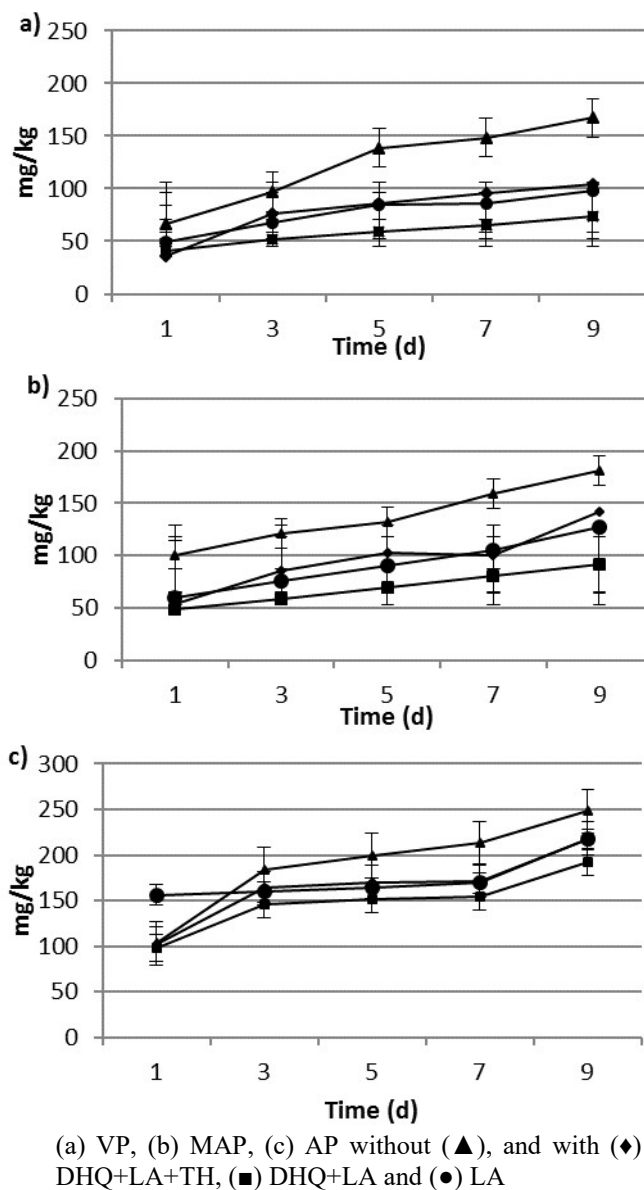 a)
250
200
150
100
50
0
mg/kg
1 3 5 7 9
Time (d)
b)
250
200
150
100
50
0
mg/kg
1 3 5 7 9
Time (d)
c) 300
250
200
150
100
50
0
mg/kg
1 3 5 7 9
Time (d)
(a) VP, (b) MAP, (c) AP without (▲), and with (♦)
DHQ+LA+TH, (■) DHQ+LA and (●) LA